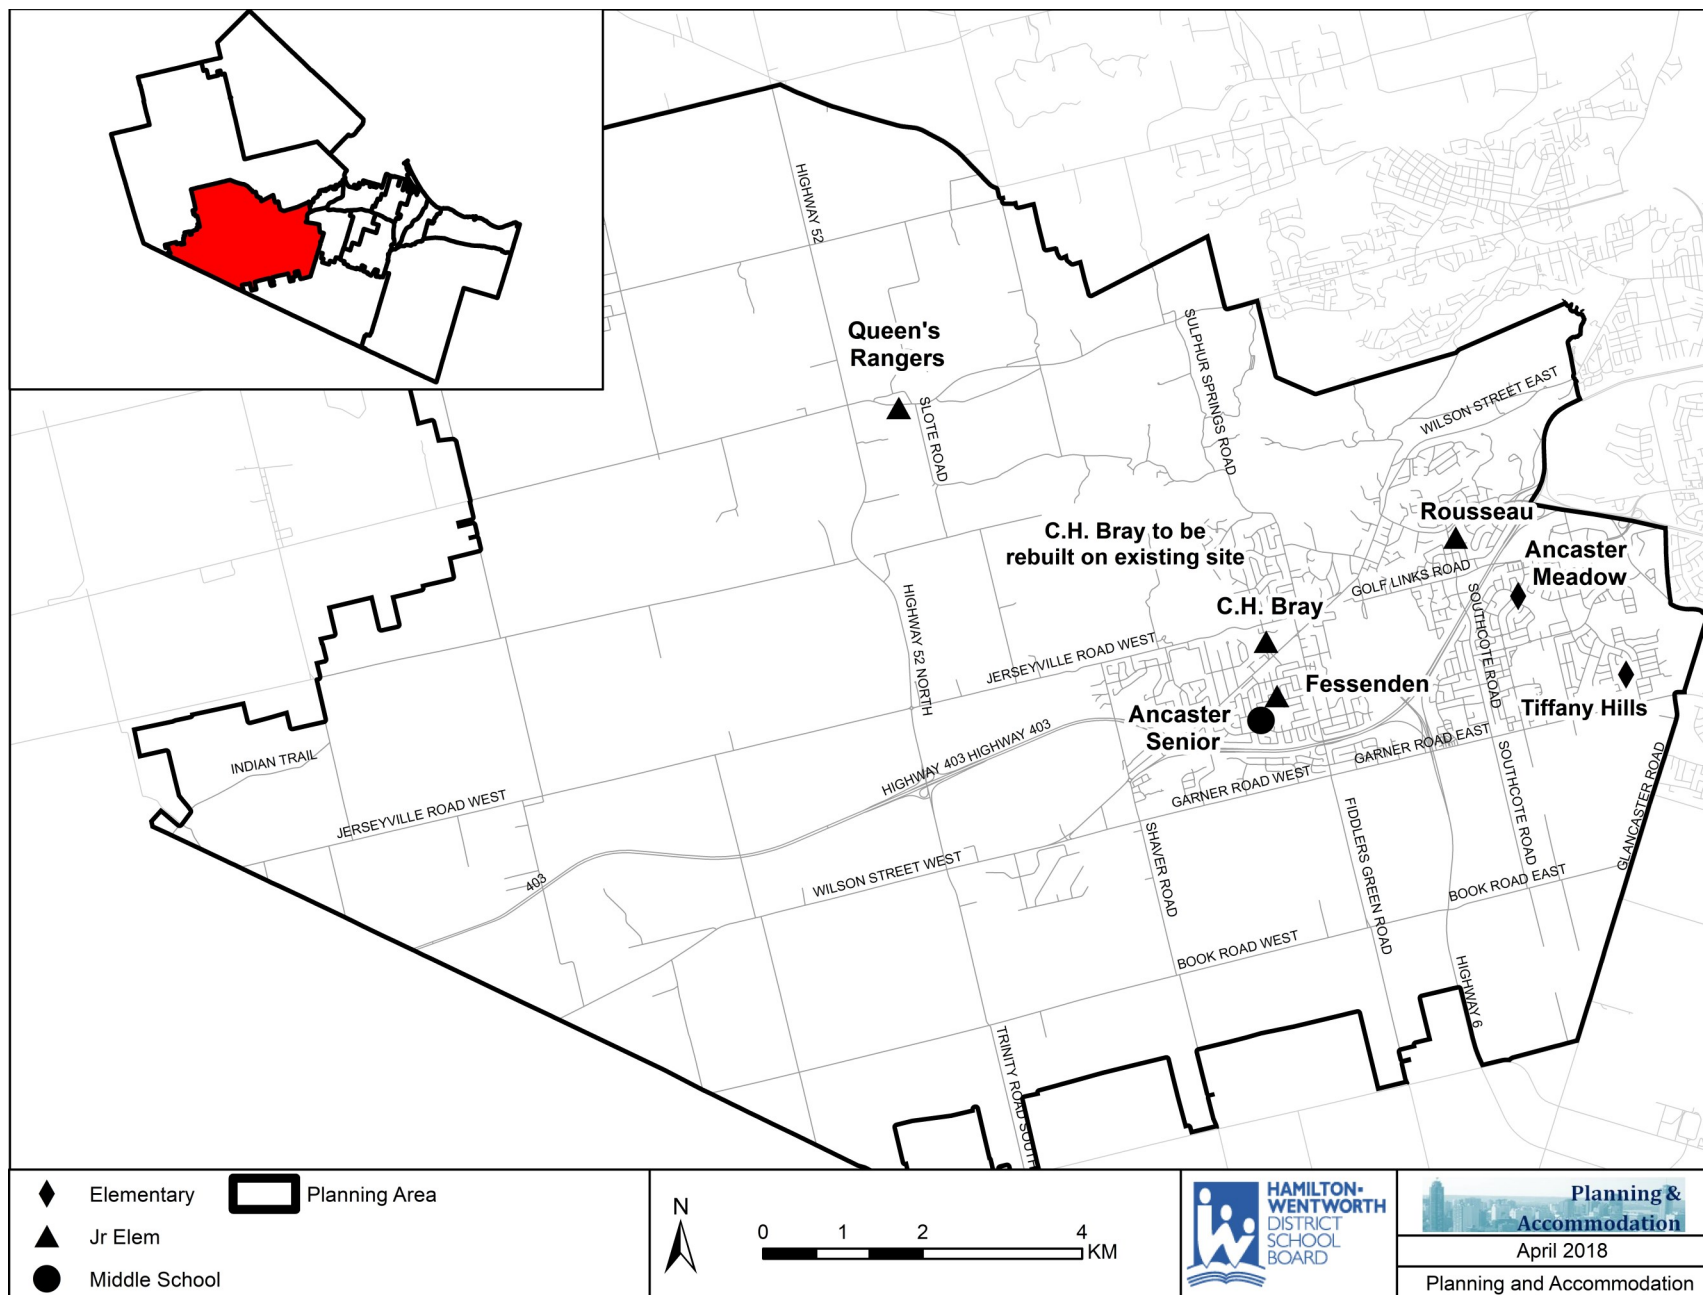 HIGHWAY 52
Queen's
Rangers
SLOTE ROAD
SULPHUR SPRINGS ROAD
WILSON STREET EAST
Rousseau
C.H. Bray to be
rebuilt on existing site
Ancaster
Meadow
GOLF LINKS ROAD
HIGHWAY 52 NORTH
C.H. Bray
SOUTHCOTE ROAD
JERSEYVILLE ROAD WEST
Fessenden
Ancaster
Senior
Tiffany Hills
INDIAN TRAIL
HIGHWAY 403
HIGHWAY 403
GARNER ROAD EAST
GARNER ROAD WEST
SOUTHCOTE ROAD
GLANCASTER ROAD
JERSEYVILLE ROAD WEST
403
WILSON STREET WEST
SHAVER ROAD
FIDDLERS GREEN ROAD
BOOK ROAD EAST
BOOK ROAD WEST
HIGHWAY 6
TRINITY ROAD SOUTH
Elementary
Planning Area
Jr Elem
Middle School
N
0 1 2 4
KM
HAMILTON-
WENTWORTH
DISTRICT
SCHOOL
BOARD
Planning &
Accommodation
April 2018
Planning and Accommodation